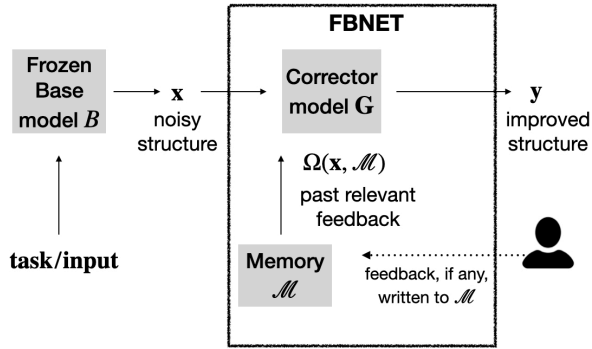 FBNET
Frozen
Base
model B
x
noisy
structure
Corrector
model G
y
improved
structure
Ω(x, ℳ)
past relevant
feedback
task/input
Memory
ℳ
feedback, if any,
written to ℳ